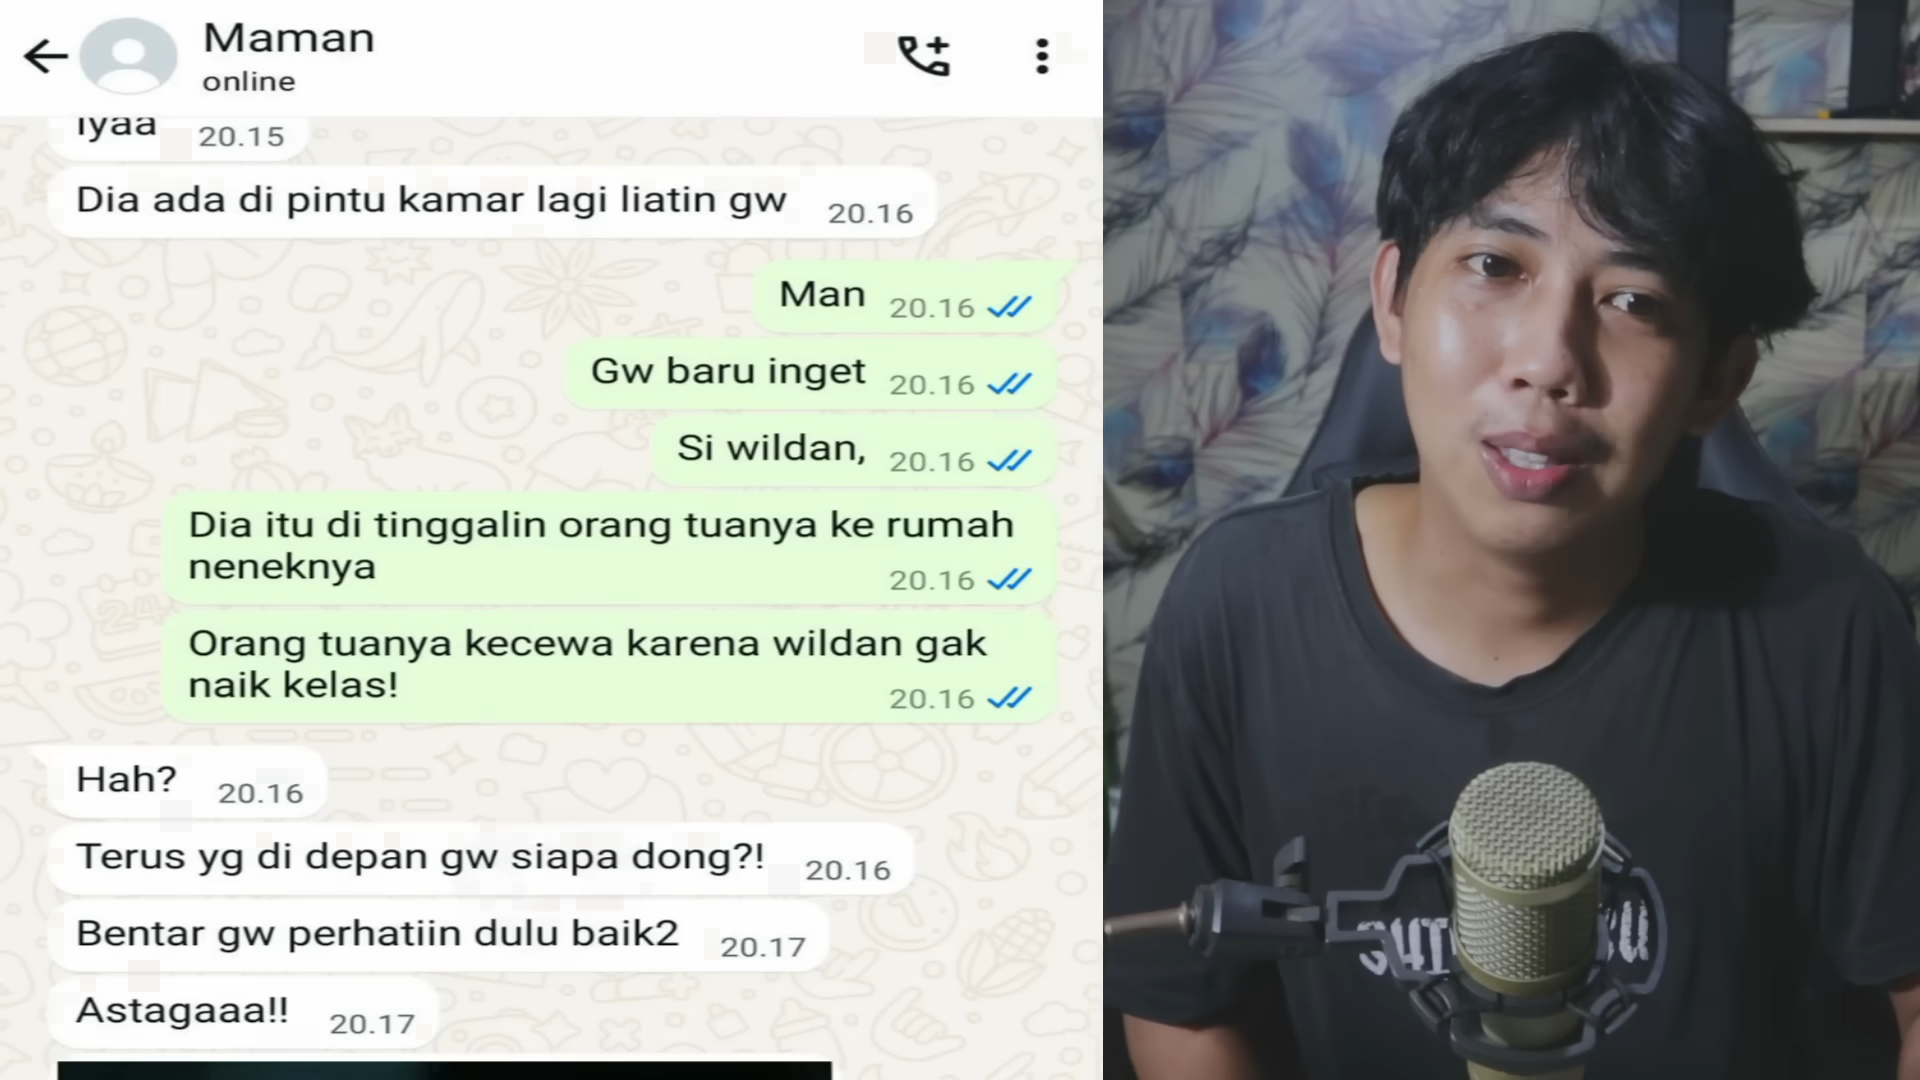 Maman
online
iyaa 20.15
Dia ada di pintu kamar lagi liatin gw 20.16
Man 20.16
Gw baru inget 20.16
Si wildan, 20.16
Dia itu di tinggalin orang tuanya ke rumah
neneknya 20.16
Orang tuanya kecewa karena wildan gak
naik kelas! 20.16
Hah? 20.16
Terus yg di depan gw siapa dong?! 20.16
Bentar gw perhatiin dulu baik2 20.17
Astagaaa!! 20.17